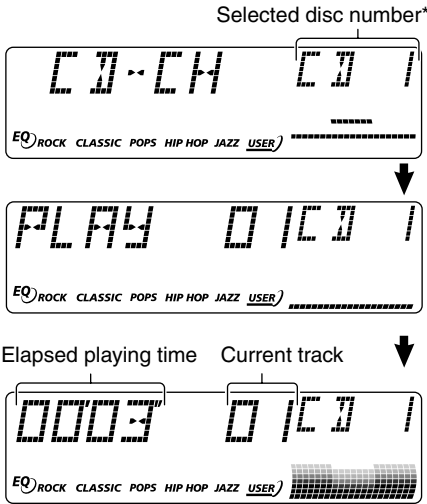 Selected disc number*
CD-CH CD 1
EQ ROCK CLASSIC POPS HIP HOP JAZZ USER
PLAY 01 CD 1
EQ ROCK CLASSIC POPS HIP HOP JAZZ USER
Elapsed playing time Current track
0003" 01 CD 1
EQ ROCK CLASSIC POPS HIP HOP JAZZ USER